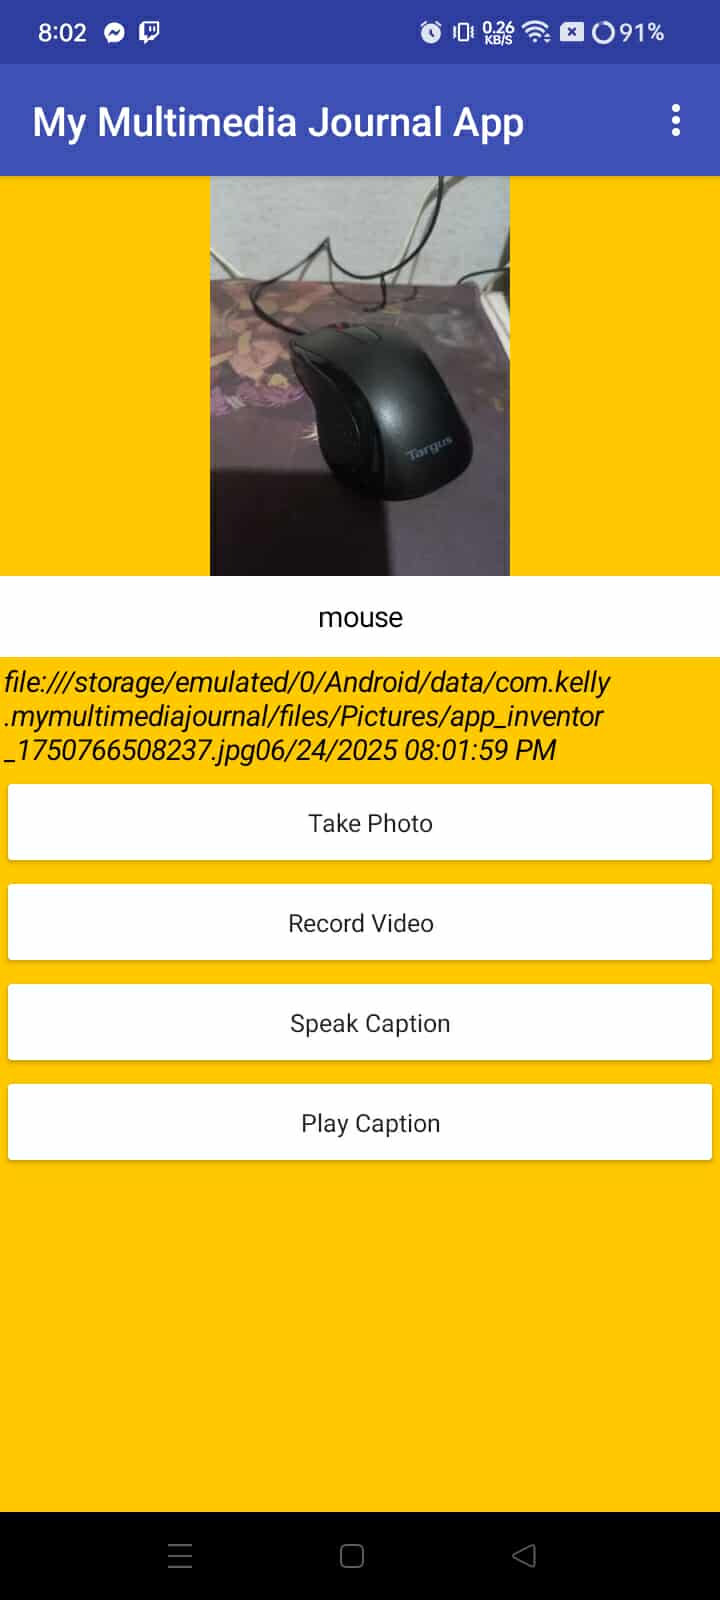 8:02
0.26
KB/S
91%
My Multimedia Journal App
Targus
mouse
file:///storage/emulated/0/Android/data/com.kelly
.mymultimediajournal/files/Pictures/app_inventor
_1750766508237.jpg06/24/2025 08:01:59 PM
Take Photo
Record Video
Speak Caption
Play Caption